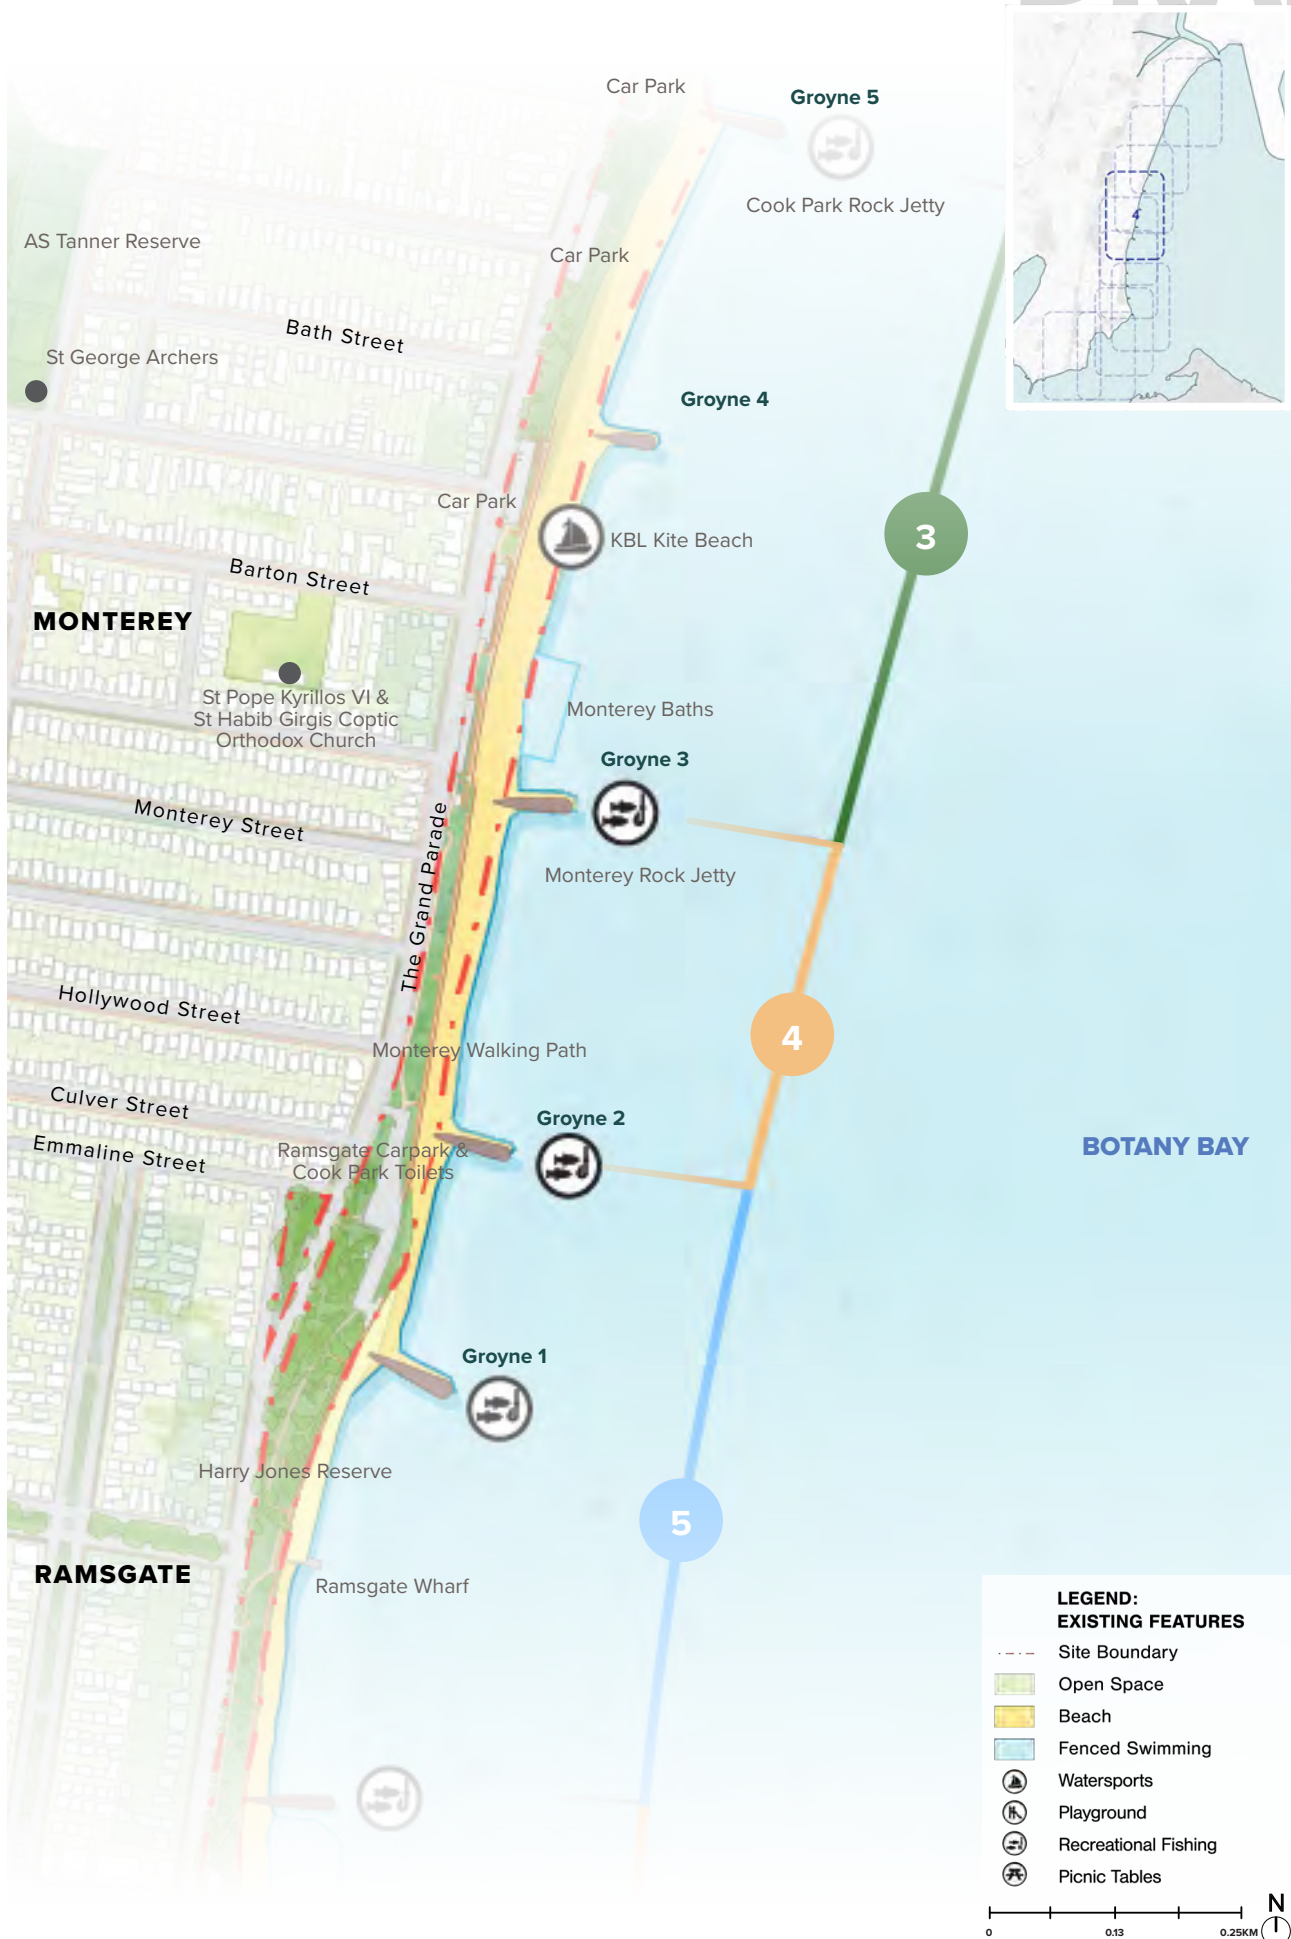 Car Park
Groyne 5
Cook Park Rock Jetty
AS Tanner Reserve
Car Park
4
Bath Street
St George Archers
Groyne 4
Car Park
KBL Kite Beach
3
Barton Street
MONTEREY
St Pope Kyrillos VI &
St Habib Girgis Coptic
Orthodox Church
Monterey Baths
Groyne 3
Monterey Street
The Grand Parade
Monterey Rock Jetty
Hollywood Street
4
Monterey Walking Path
Culver Street
Groyne 2
Emmaline Street
Ramsgate Carpark &
Cook Park Toilets
BOTANY BAY
Groyne 1
Harry Jones Reserve
5
RAMSGATE
Ramsgate Wharf
LEGEND:
EXISTING FEATURES
Site Boundary
Open Space
Beach
Fenced Swimming
Watersports
Playground
Recreational Fishing
Picnic Tables
N
0 0.13 0.25KM